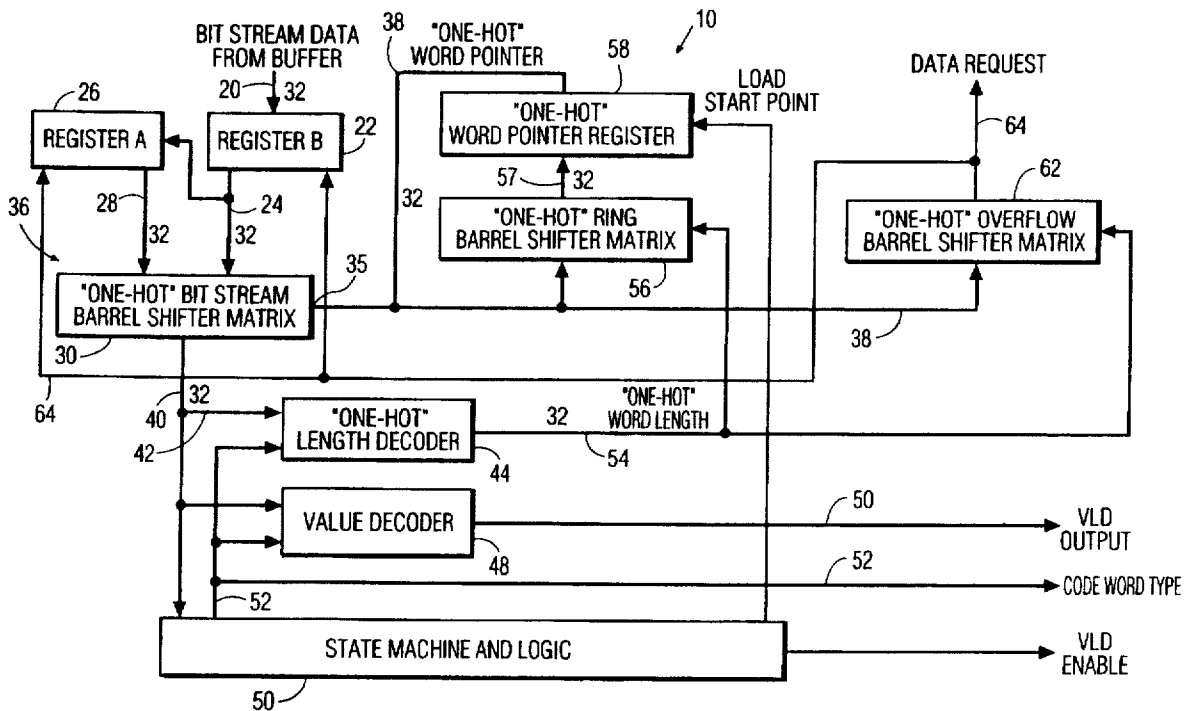 BIT STREAM DATA
FROM BUFFER
20
32
38
"ONE-HOT"
WORD POINTER
10
58
LOAD
START POINT
DATA REQUEST
64
26
REGISTER A
REGISTER B
22
"ONE-HOT"
WORD POINTER REGISTER
57
32
62
28
32
24
32
36
32
"ONE-HOT" RING
BARREL SHIFTER MATRIX
56
"ONE-HOT" OVERFLOW
BARREL SHIFTER MATRIX
35
"ONE-HOT" BIT STREAM
BARREL SHIFTER MATRIX
30
38
64
40
32
42
"ONE-HOT"
LENGTH DECODER
44
32
"ONE-HOT"
WORD LENGTH
54
VALUE DECODER
48
50
VLD
OUTPUT
52
CODE WORD TYPE
52
STATE MACHINE AND LOGIC
50
VLD
ENABLE